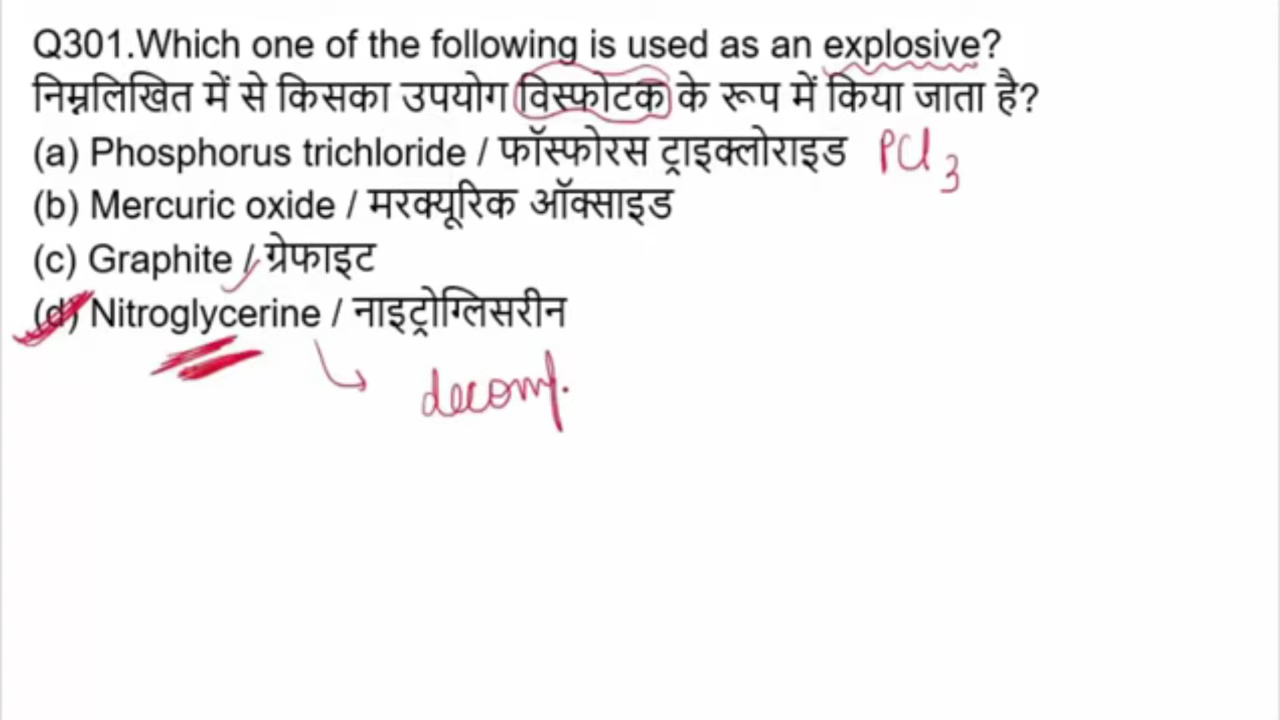 Q301.Which one of the following is used as an explosive?
निम्नलिखित में से किसका उपयोग विस्फोटक के रूप में किया जाता है?
(a) Phosphorus trichloride / फॉस्फोरस ट्राइक्लोराइड PCl3
(b) Mercuric oxide / मरक्यूरिक ऑक्साइड
(c) Graphite / ग्रेफाइट
(d) Nitroglycerine / नाइट्रोग्लिसरीन
decomp.